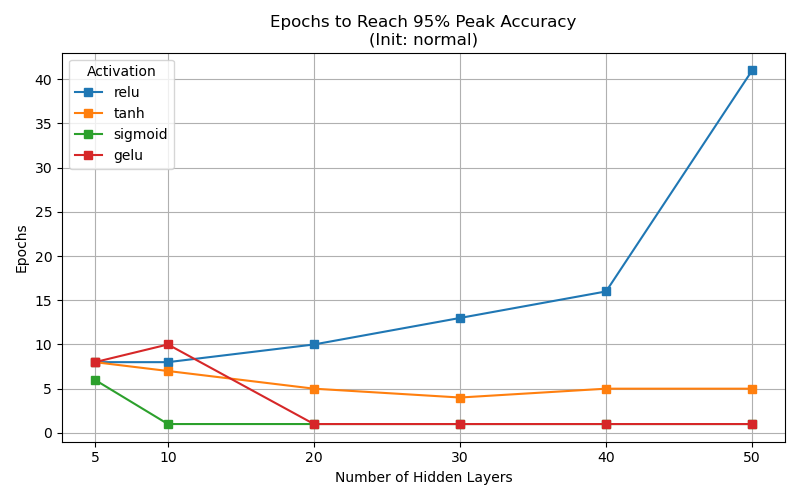 Epochs to Reach 95% Peak Accuracy
(Init: normal)
Activation
relu
tanh
sigmoid
gelu
Epochs
40
35
30
25
20
15
10
5
0
5 10 20 30 40 50
Number of Hidden Layers